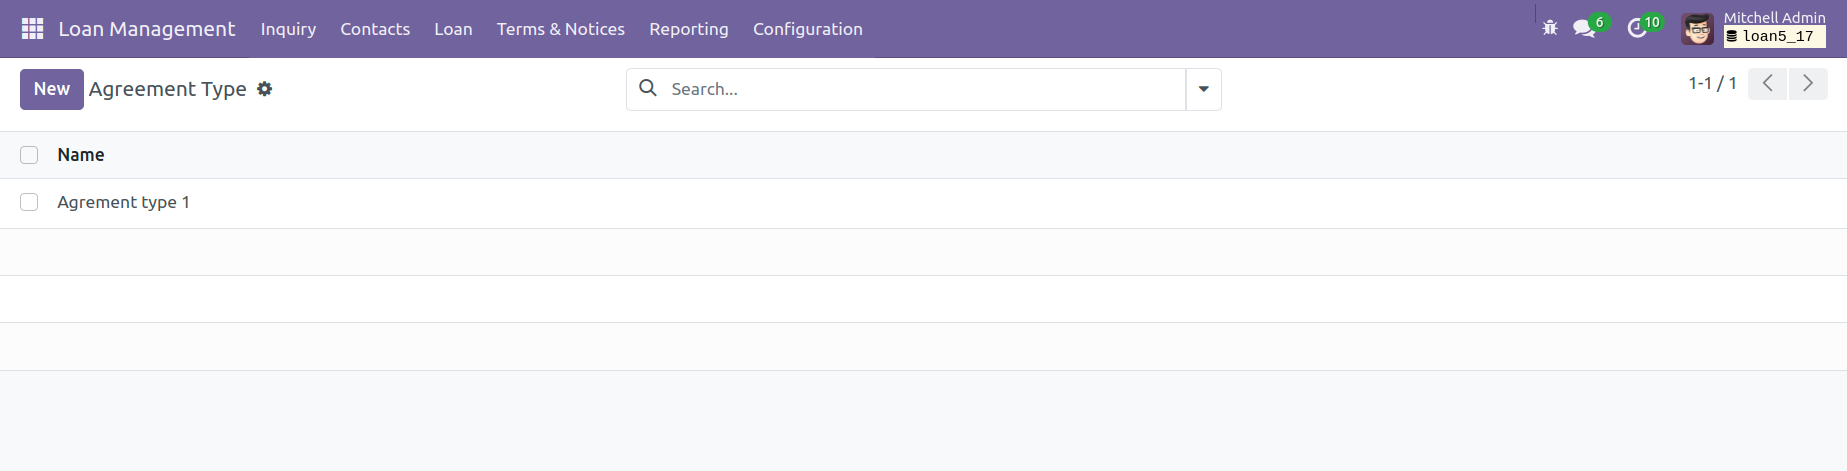 Loan Management Inquiry Contacts Loan Terms & Notices Reporting Configuration 6 10 Mitchell Admin
loan5_17
New Agreement Type Search... 1-1 / 1
Name
Agrement type 1